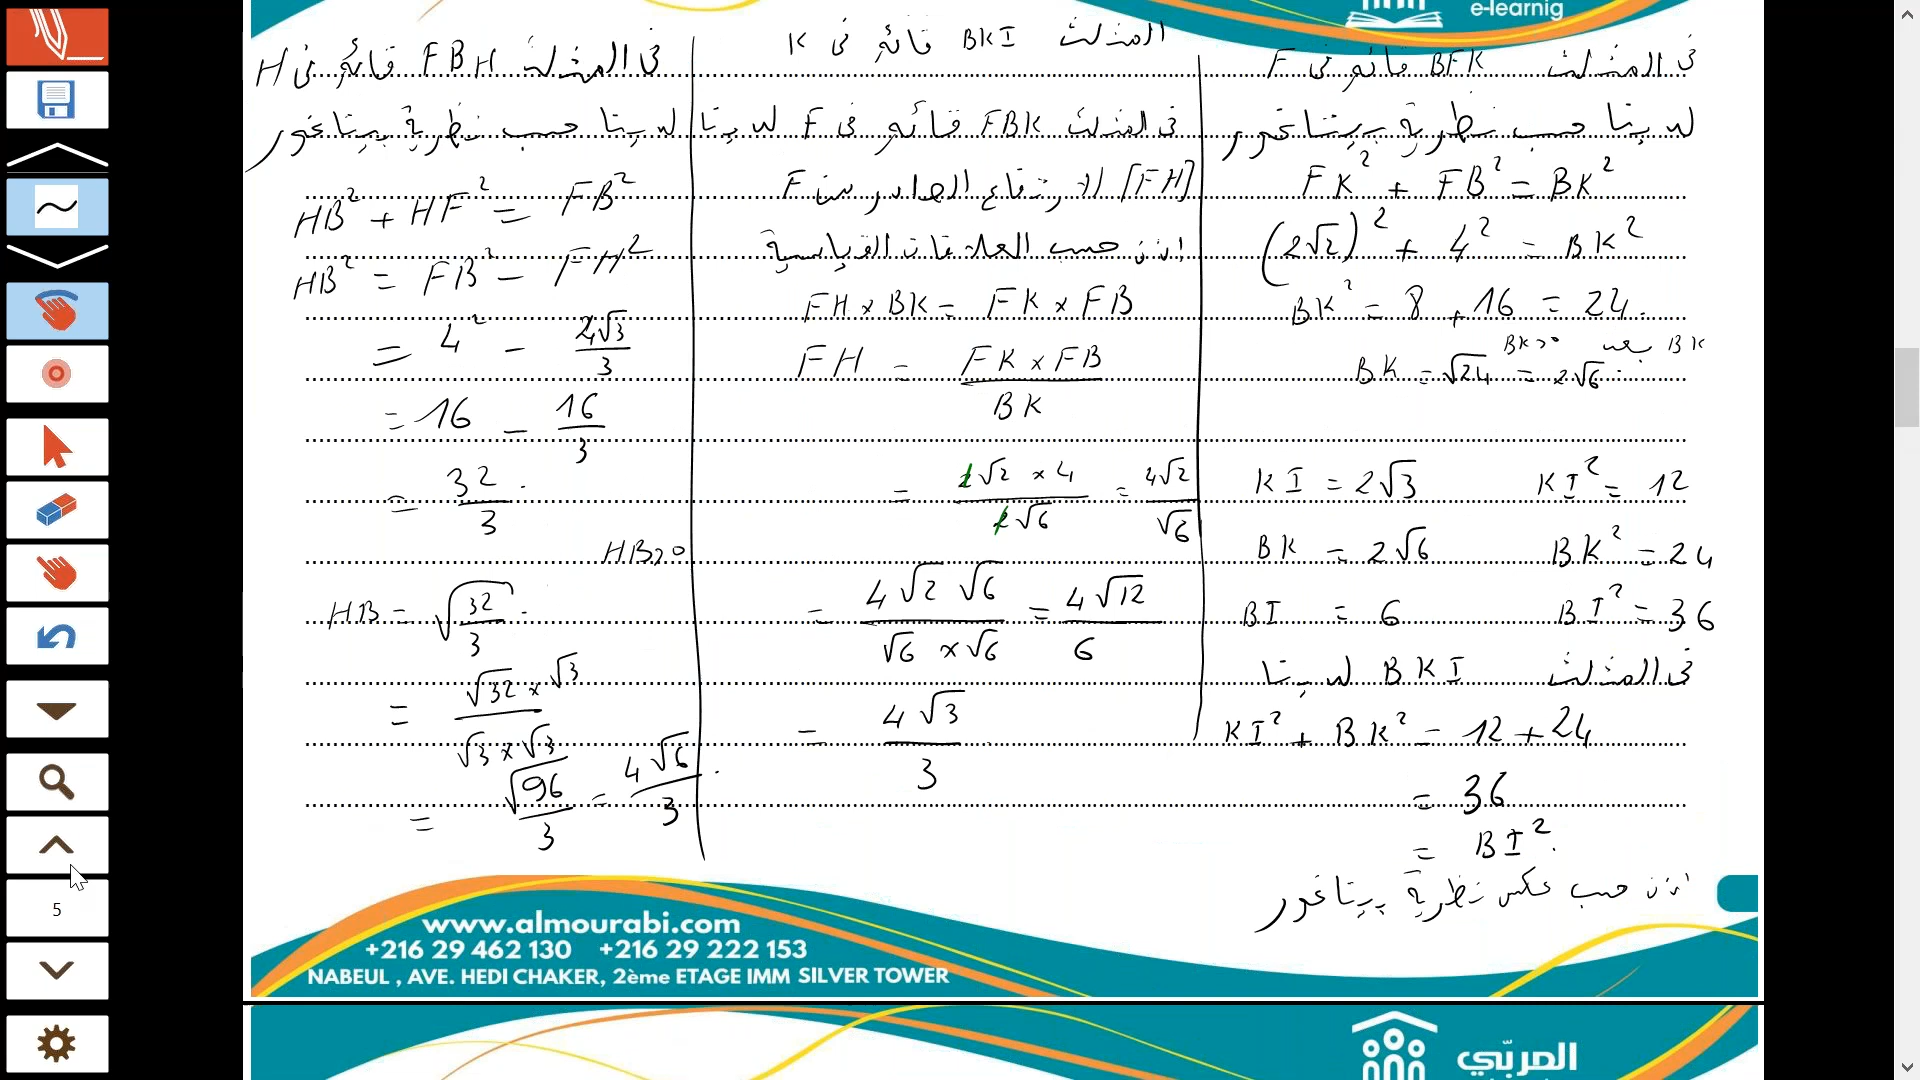 e-learnig
في المثلث BFK قائم في F
لدينا حسب نظرية بيتاغور
FK² + FB² = BK²
(2√2)² + 4² = BK²
BK² = 8 + 16 = 24.
BK بعد BK>0
BK = √24 = 2√6.
KI = 2√3 KI² = 12
BK = 2√6 BK² = 24
BI = 6 BI² = 36
في المثلث BKI لدينا
KI² + BK² = 12 + 24
= 36
= BI².
اذن حسب عكس نظرية بيتاغور
المثلث BKI قائم في K
في المثلث FBK قائم في F لدينا
[FH] الارتفاع الصادر من F
اذن حسب العلاقات القياسية
FH × BK = FK × FB
FH = FK × FB / BK
= 2√2 × 4 / 2√6 = 4√2 / √6
= 4√2 √6 / √6 × √6 = 4√12 / 6
= 4√3 / 3
في المثلث FBH قائم في H
لدينا حسب نظرية بيتاغور
HB² + HF² = FB²
HB² = FB² - FH²
= 4² - 4√3 / 3
= 16 - 16 / 3
= 32 / 3.
HB>0
HB = √32/3.
= √32 × √3 / √3 × √3
= √96 / 3 = 4√6 / 3.
www.almourabi.com
+216 29 462 130 +216 29 222 153
NABEUL , AVE. HEDI CHAKER, 2ème ETAGE IMM SILVER TOWER
5
المربّي